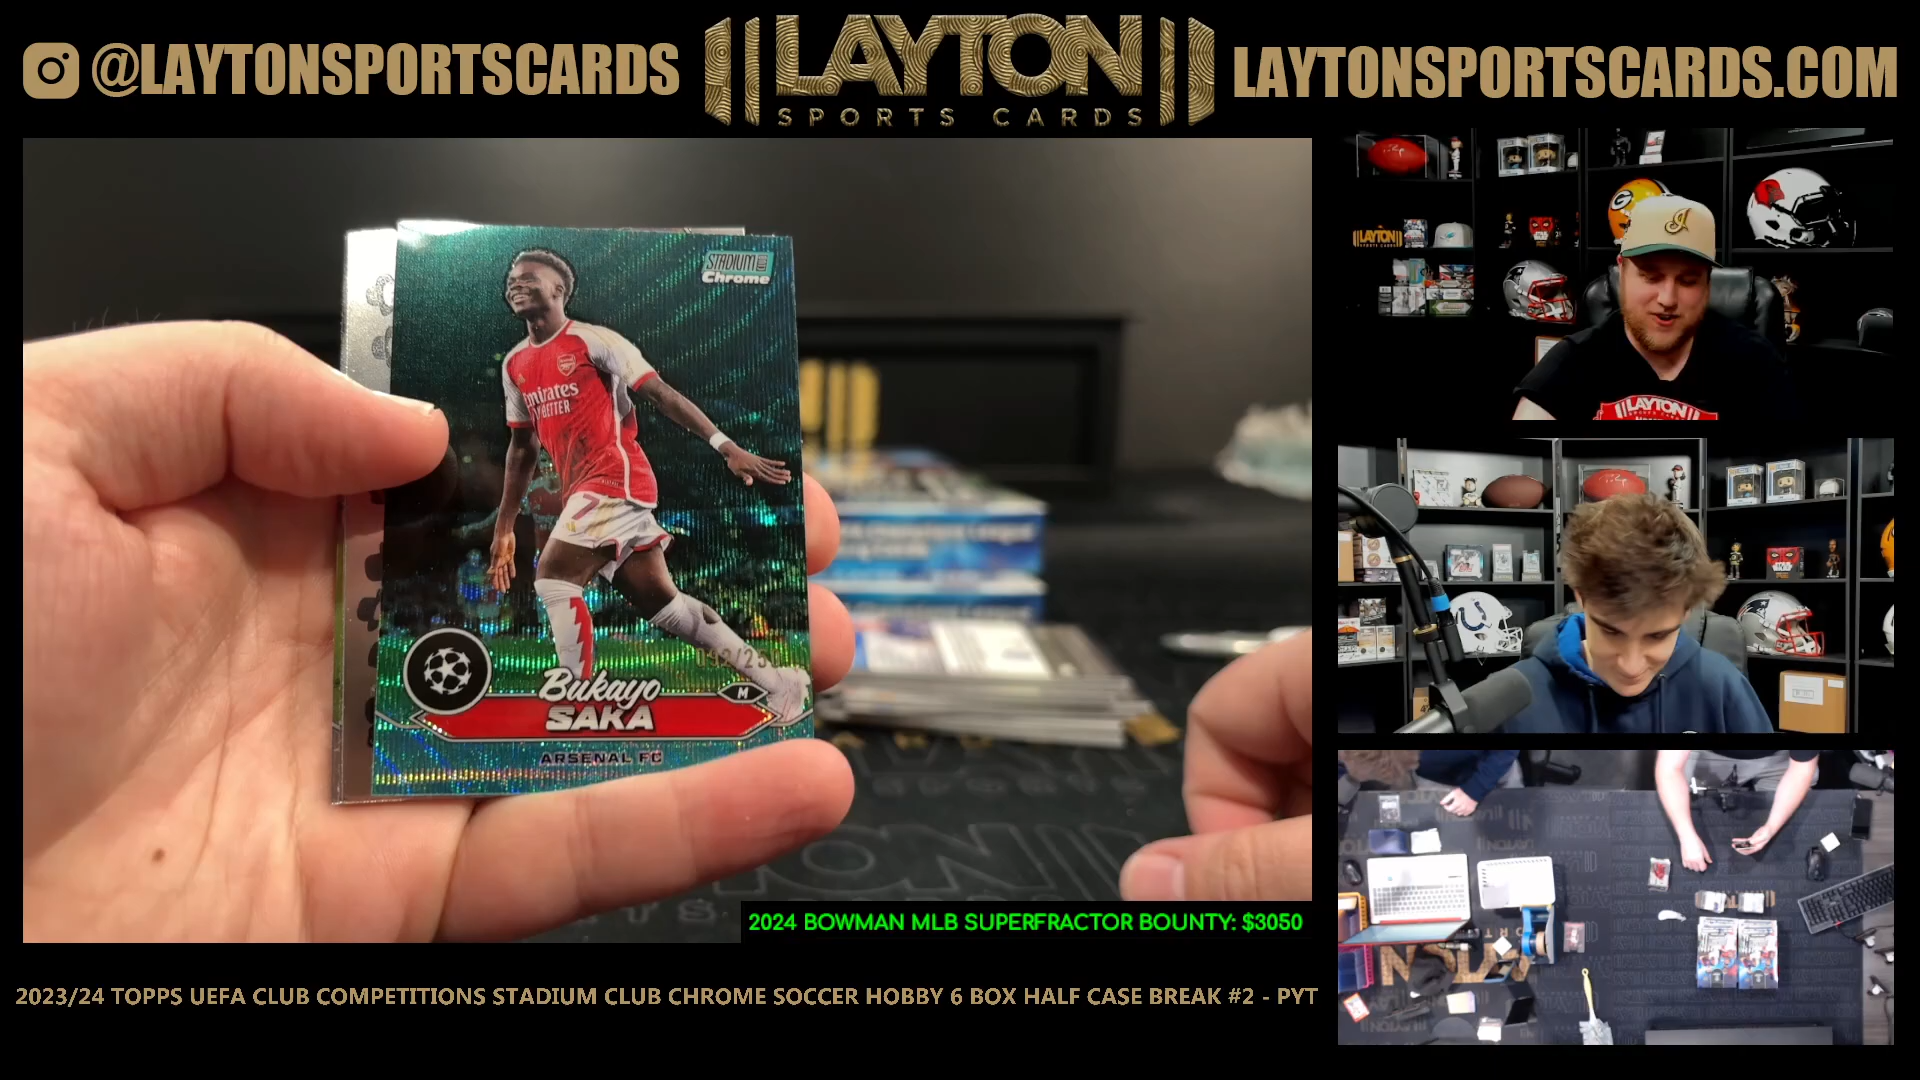 @LAYTONSPORTSCARDS
LAYTON
SPORTS CARDS
LAYTONSPORTSCARDS.COM
STADIUM
Chrome
Emirates
BETTER
7
Bukayo
SAKA
M
ARSENAL FC
2024 BOWMAN MLB SUPERFRACTOR BOUNTY: $3050
2023/24 TOPPS UEFA CLUB COMPETITIONS STADIUM CLUB CHROME SOCCER HOBBY 6 BOX HALF CASE BREAK #2 - PYT
LAYTON
LAYTON